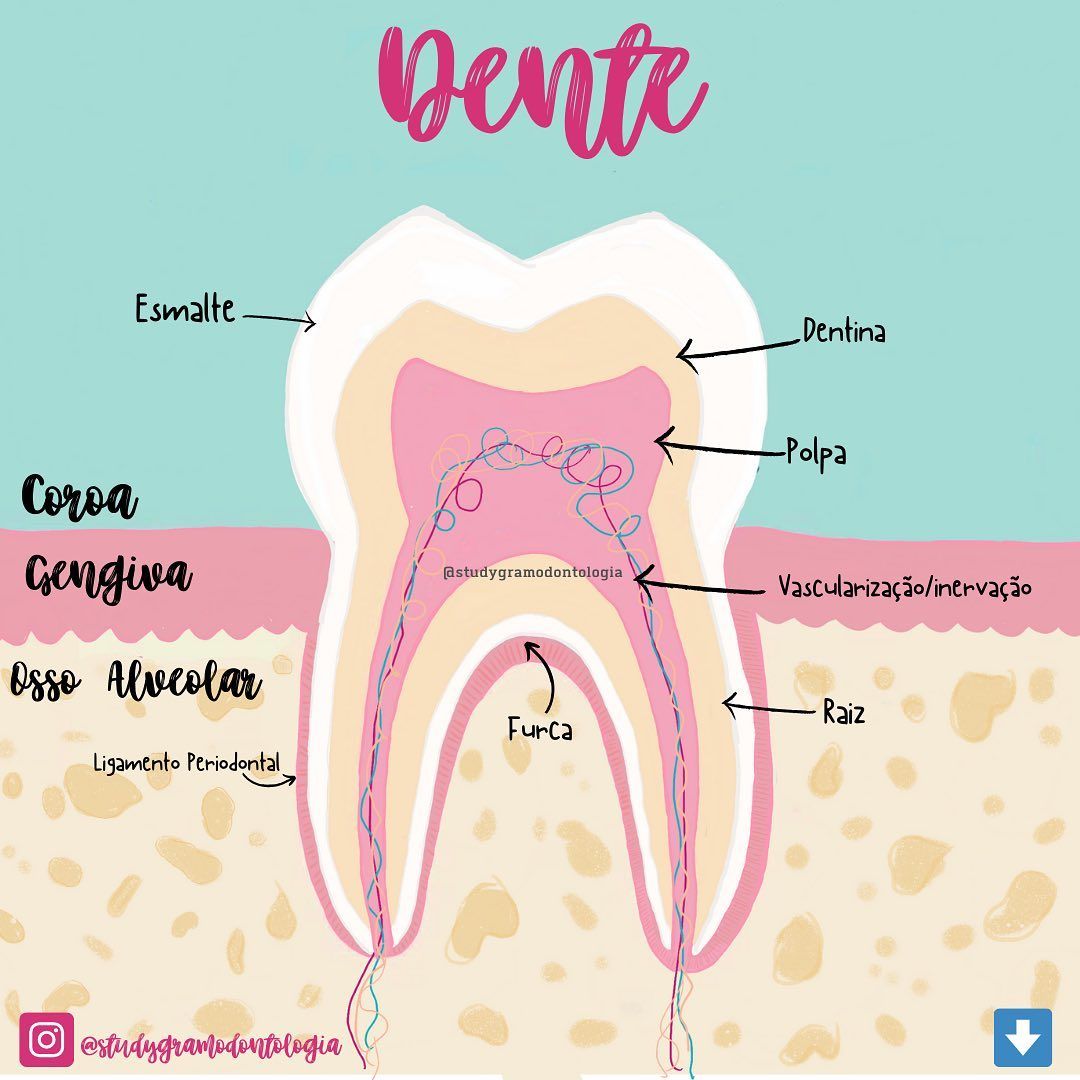 Dente
Esmalte
Dentina
Polpa
Coroa
Gengiva
@studygramodontologia
Vascularização/inervação
Osso Alveolar
Furca
Raiz
Ligamento Periodontal
@studygramodontologia